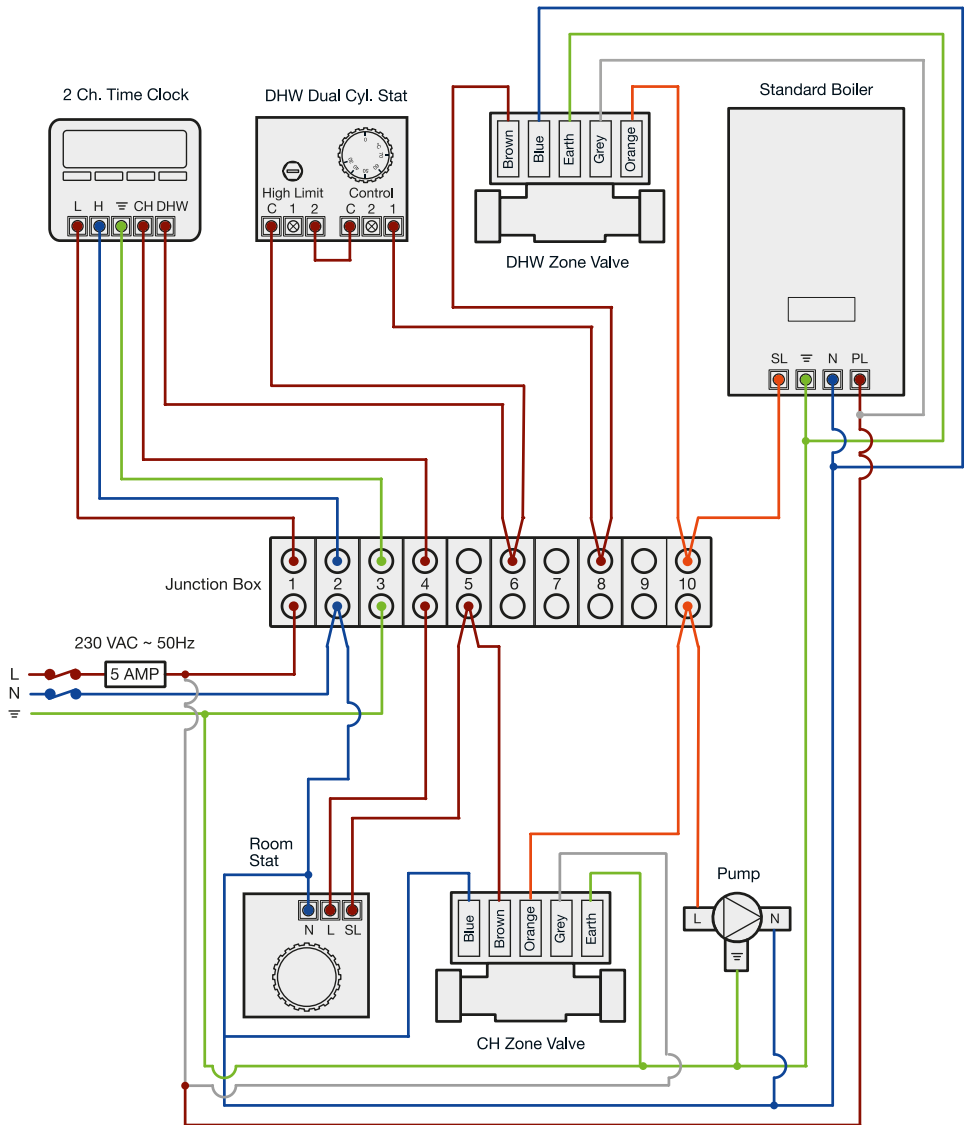 2 Ch. Time Clock
L H CH DHW
DHW Dual Cyl. Stat
High Limit Control
C 1 2 C 2 1
Brown Blue Earth Grey Orange
DHW Zone Valve
Standard Boiler
SL N PL
Junction Box
1 2 3 4 5 6 7 8 9 10
230 VAC ~ 50Hz
L 5 AMP
N
Room
Stat
N L SL
Blue Brown Orange Grey Earth
CH Zone Valve
Pump
L N